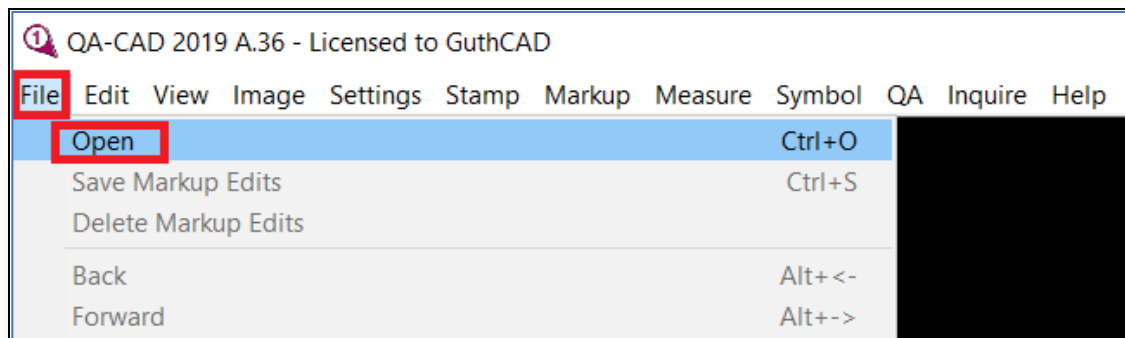 1 QA-CAD 2019 A.36 - Licensed to GuthCAD
File Edit View Image Settings Stamp Markup Measure Symbol QA Inquire Help
Open Ctrl+O
Save Markup Edits Ctrl+S
Delete Markup Edits
Back Alt+<-
Forward Alt+->